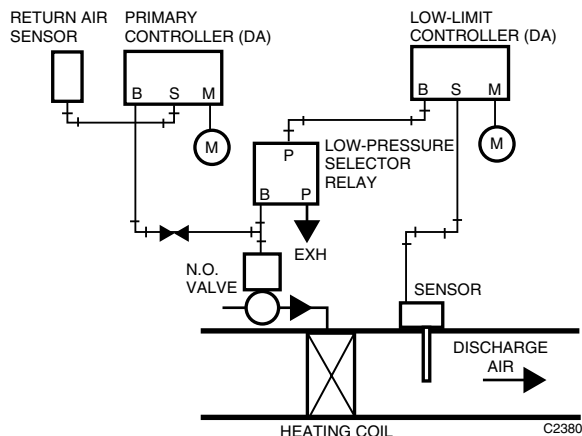 RETURN AIR
SENSOR
PRIMARY
CONTROLLER (DA)
B S M
M
LOW-LIMIT
CONTROLLER (DA)
B S M
M
P
B P
LOW-PRESSURE
SELECTOR
RELAY
EXH
N.O.
VALVE
SENSOR
DISCHARGE
AIR
HEATING COIL
C2380